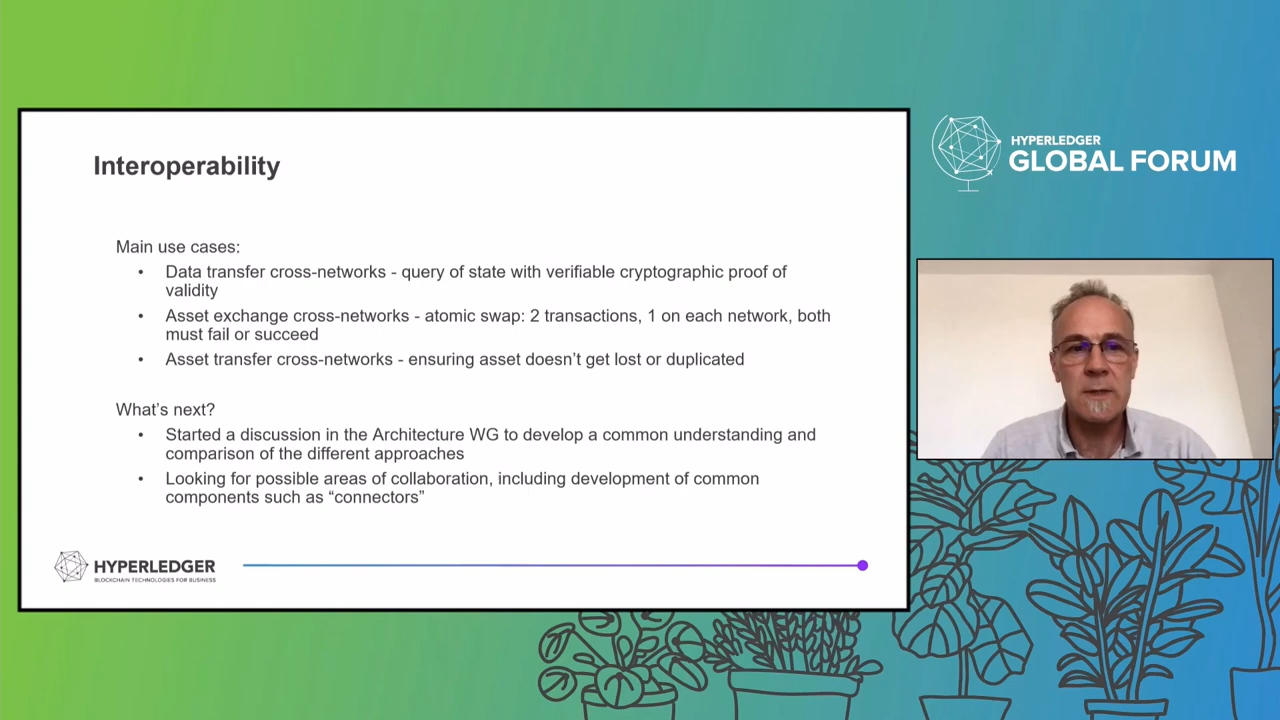 Interoperability
Main use cases:
• Data transfer cross-networks - query of state with verifiable cryptographic proof of
validity
• Asset exchange cross-networks - atomic swap: 2 transactions, 1 on each network, both
must fail or succeed
• Asset transfer cross-networks - ensuring asset doesn’t get lost or duplicated
What’s next?
• Started a discussion in the Architecture WG to develop a common understanding and
comparison of the different approaches
• Looking for possible areas of collaboration, including development of common
components such as “connectors”
HYPERLEDGER
BLOCKCHAIN TECHNOLOGIES FOR BUSINESS
HYPERLEDGER
GLOBAL FORUM